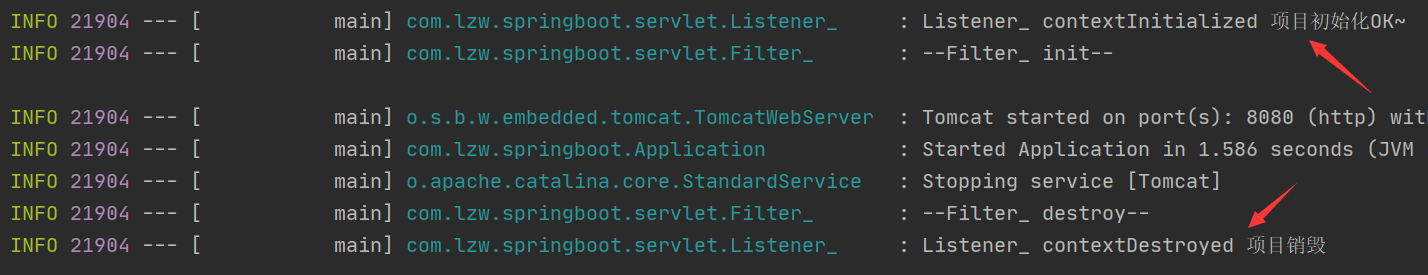 INFO 21904 --- [           main] com.lzw.springboot.servlet.Listener_     : Listener_ contextInitialized 项目初始化OK~
INFO 21904 --- [           main] com.lzw.springboot.servlet.Filter_       : --Filter_ init--
INFO 21904 --- [           main] o.s.b.w.embedded.tomcat.TomcatWebServer  : Tomcat started on port(s): 8080 (http) wit
INFO 21904 --- [           main] com.lzw.springboot.Application           : Started Application in 1.586 seconds (JVM
INFO 21904 --- [           main] o.apache.catalina.core.StandardService   : Stopping service [Tomcat]
INFO 21904 --- [           main] com.lzw.springboot.servlet.Filter_       : --Filter_ destroy--
INFO 21904 --- [           main] com.lzw.springboot.servlet.Listener_     : Listener_ contextDestroyed 项目销毁